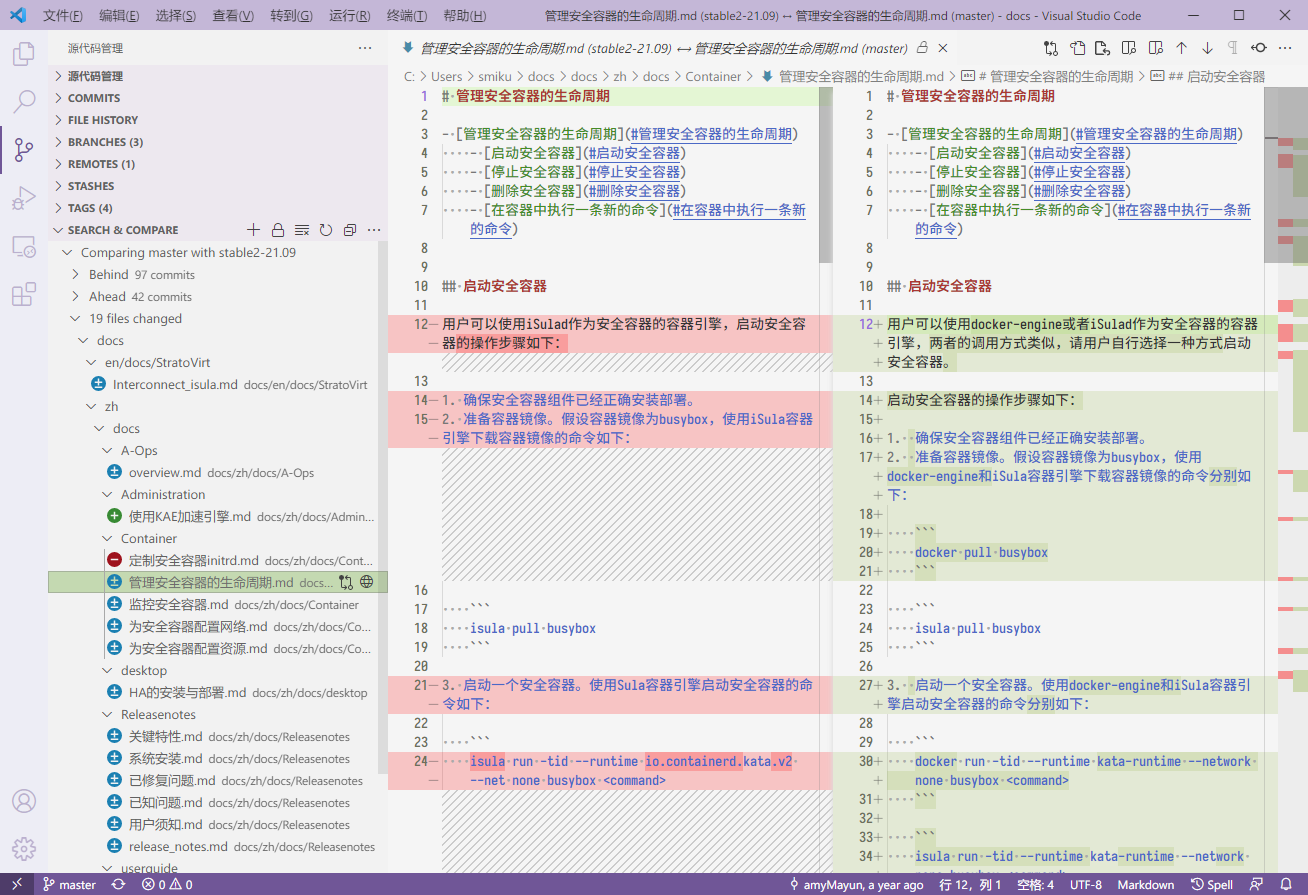 文件(F) 编辑(E) 选择(S) 查看(V) 转到(G) 运行(R) 终端(T) 帮助(H) 管理安全容器的生命周期.md (stable2-21.09) ↔ 管理安全容器的生命周期.md (master) - docs - Visual Studio Code
源代码管理
源代码管理
COMMITS
FILE HISTORY
BRANCHES (3)
REMOTES (1)
STASHES
TAGS (4)
SEARCH & COMPARE
Comparing master with stable2-21.09
Behind 97 commits
Ahead 42 commits
19 files changed
docs
en/docs/StratoVirt
Interconnect_isula.md docs/en/docs/StratoVirt
zh
docs
A-Ops
overview.md docs/zh/docs/A-Ops
Administration
使用KAE加速引擎.md docs/zh/docs/Admin...
Container
定制安全容器initrd.md docs/zh/docs/Cont...
管理安全容器的生命周期.md docs...
监控安全容器.md docs/zh/docs/Container
为安全容器配置网络.md docs/zh/docs/Co...
为安全容器配置资源.md docs/zh/docs/Co...
desktop
HA的安装与部署.md docs/zh/docs/desktop
Releasenotes
关键特性.md docs/zh/docs/Releasenotes
系统安装.md docs/zh/docs/Releasenotes
已修复问题.md docs/zh/docs/Releasenotes
已知问题.md docs/zh/docs/Releasenotes
用户须知.md docs/zh/docs/Releasenotes
release_notes.md docs/zh/docs/Releasenotes
userguide
管理安全容器的生命周期.md (stable2-21.09) ↔ 管理安全容器的生命周期.md (master)
C: > Users > smiku > docs > docs > zh > docs > Container > 管理安全容器的生命周期.md > # 管理安全容器的生命周期 > ## 启动安全容器
1 # 管理安全容器的生命周期
2
3 - [管理安全容器的生命周期](#管理安全容器的生命周期)
4 ····- [启动安全容器](#启动安全容器)
5 ····- [停止安全容器](#停止安全容器)
6 ····- [删除安全容器](#删除安全容器)
7 ····- [在容器中执行一条新的命令](#在容器中执行一条新
的命令)
8
9
10 ## 启动安全容器
11
12— 用户可以使用iSulad作为安全容器的容器引擎，启动安全容
— 器的操作步骤如下：
13
14— 1. 确保安全容器组件已经正确安装部署。
15— 2. 准备容器镜像。假设容器镜像为busybox，使用iSula容器
— 引擎下载容器镜像的命令如下：
16
17 ····```
18 ····isula pull busybox
19 ····```
20
21— 3. 启动一个安全容器。使用Sula容器引擎启动安全容器的命
— 令如下：
22
23 ····```
24— ····isula run -tid --runtime io.containerd.kata.v2
— --net none busybox <command>
1 # 管理安全容器的生命周期
2
3 - [管理安全容器的生命周期](#管理安全容器的生命周期)
4 ····- [启动安全容器](#启动安全容器)
5 ····- [停止安全容器](#停止安全容器)
6 ····- [删除安全容器](#删除安全容器)
7 ····- [在容器中执行一条新的命令](#在容器中执行一条新
的命令)
8
9
10 ## 启动安全容器
11
12+ 用户可以使用docker-engine或者iSulad作为安全容器的容器
+ 引擎，两者的调用方式类似，请用户自行选择一种方式启动
+ 安全容器。
13
14+ 启动安全容器的操作步骤如下：
15+
16+ 1. 确保安全容器组件已经正确安装部署。
17+ 2. 准备容器镜像。假设容器镜像为busybox，使用
+ docker-engine和iSula容器引擎下载容器镜像的命令分别如
+ 下：
18+
19+ ····```
20+ ····docker pull busybox
21+ ····```
22
23 ····```
24 ····isula pull busybox
25 ····```
26
27+ 3. 启动一个安全容器。使用docker-engine和iSula容器引
+ 擎启动安全容器的命令分别如下：
28
29 ····```
30+ ····docker run -tid --runtime kata-runtime --network
+ none busybox <command>
31+ ····```
32+
33+ ····```
34+ ····isula run -tid --runtime kata-runtime --network
master 0 0 amyMayun, a year ago 行 12，列 1 空格: 4 UTF-8 Markdown Spell